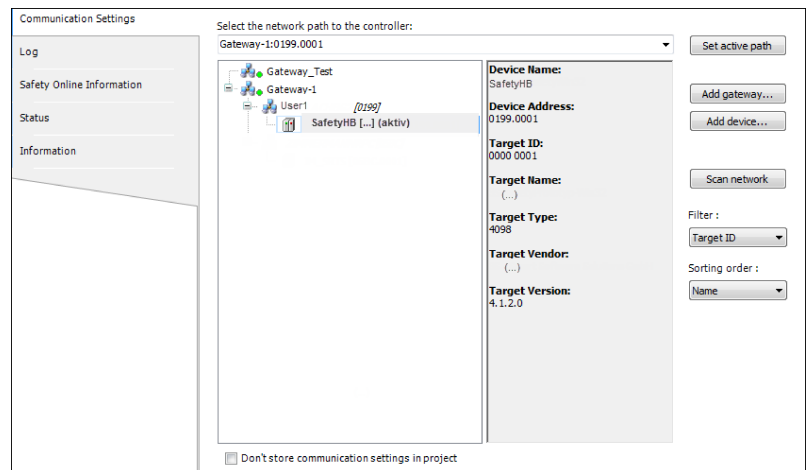 Communication Settings
Log
Safety Online Information
Status
Information
Select the network path to the controller:
Gateway-1:0199.0001
Set active path
Gateway_Test
Gateway-1
User1 [0199]
SafetyHB [...] (aktiv)
Device Name:
SafetyHB
Device Address:
0199.0001
Target ID:
0000 0001
Target Name:
(...)
Target Type:
4098
Target Vendor:
(...)
Target Version:
4.1.2.0
Add gateway...
Add device...
Scan network
Filter :
Target ID
Sorting order :
Name
Don't store communication settings in project